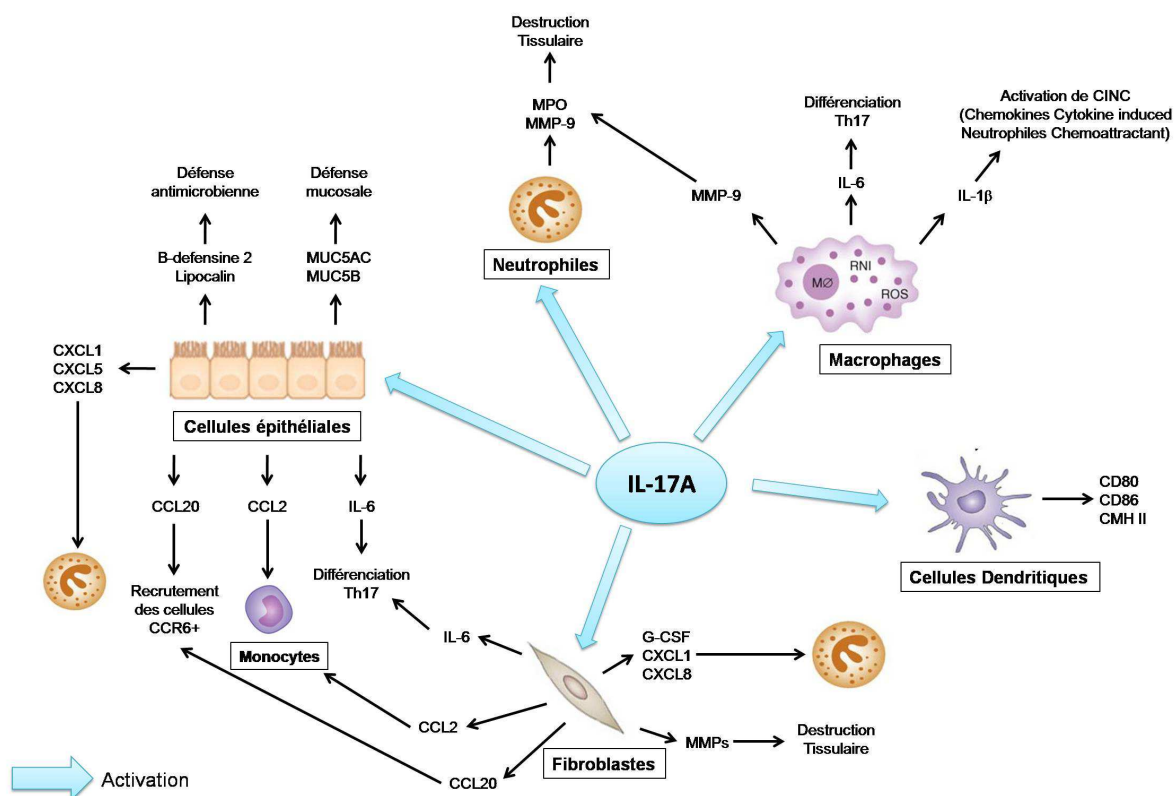 Destruction
Tissulaire
MPO
MMP-9
Neutrophiles
Différenciation
Th17
IL-6
MMP-9
Activation de CINC
(Chemokines Cytokine induced
Neutrophiles Chemoattractant)
IL-1β
MØ
RNI
ROS
Macrophages
Défense
antimicrobienne
Défense
mucosale
B-defensine 2
Lipocalin
MUC5AC
MUC5B
CXCL1
CXCL5
CXCL8
Cellules épithéliales
CCL20
CCL2
IL-6
Recrutement
des cellules
CCR6+
Monocytes
Différenciation
Th17
IL-17A
CD80
CD86
CMH II
Cellules Dendritiques
IL-6
CCL2
CCL20
G-CSF
CXCL1
CXCL8
MMPs
Destruction
Tissulaire
Fibroblastes
Activation